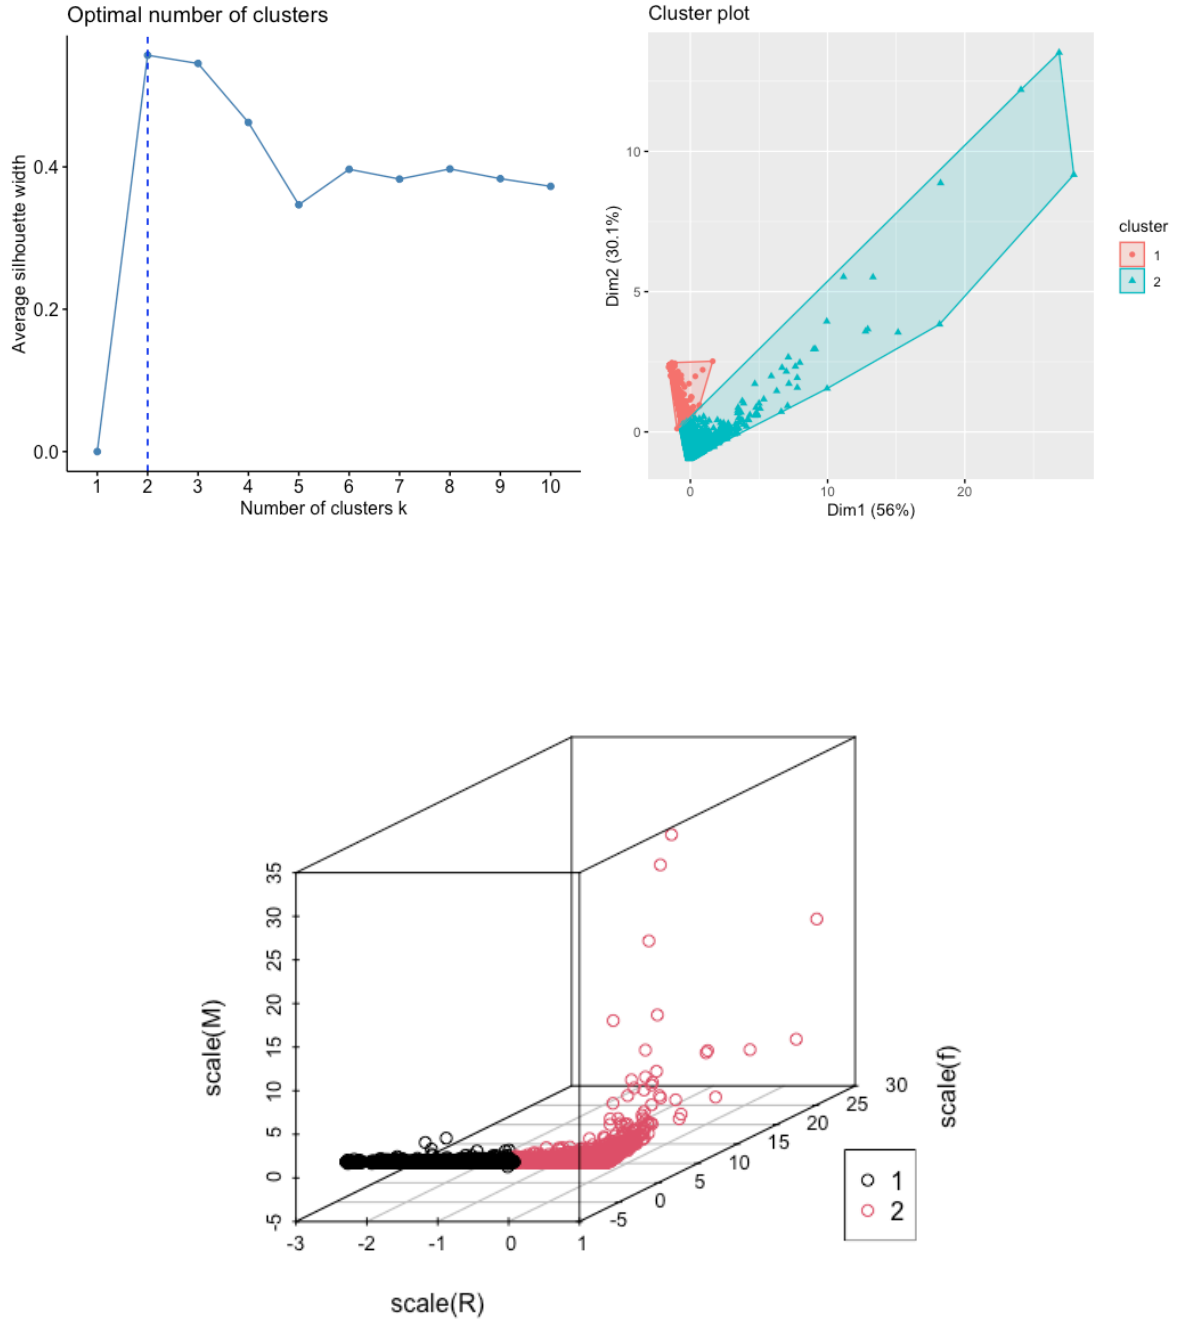 Optimal number of clusters
Average silhouette width
0.4
0.2
0.0
1 2 3 4 5 6 7 8 9 10
Number of clusters k
Cluster plot
Dim2 (30.1%)
10
5
0
0 10 20
Dim1 (56%)
cluster
1
2
scale(M)
35
30
25
20
15
10
5
0
-5
-3 -2 -1 0 1
scale(R)
-5
0
5
10
15
20
25
30
scale(f)
1
2